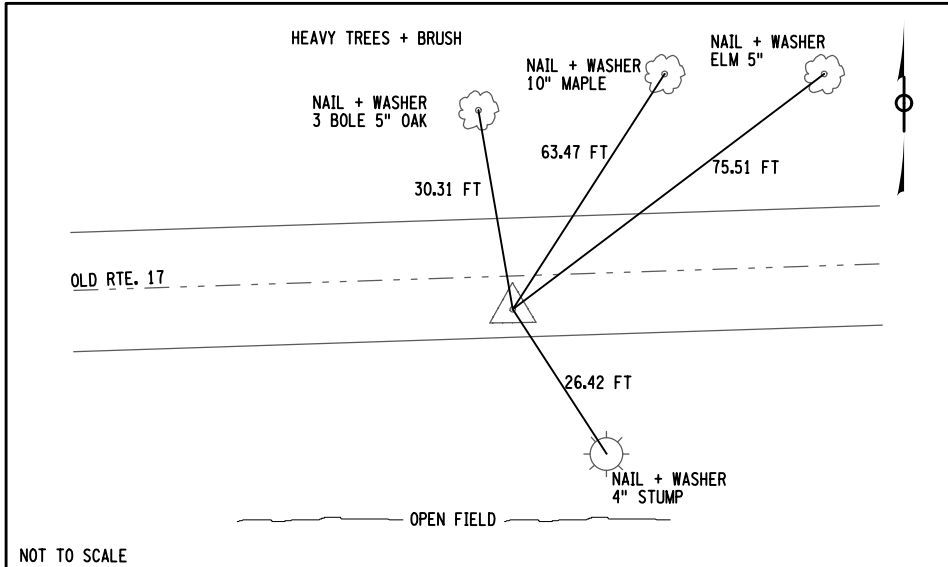 HEAVY TREES + BRUSH
NAIL + WASHER
ELM 5"
NAIL + WASHER
10" MAPLE
NAIL + WASHER
3 BOLE 5" OAK
63.47 FT
75.51 FT
30.31 FT
OLD RTE. 17
26.42 FT
NAIL + WASHER
4" STUMP
OPEN FIELD
NOT TO SCALE